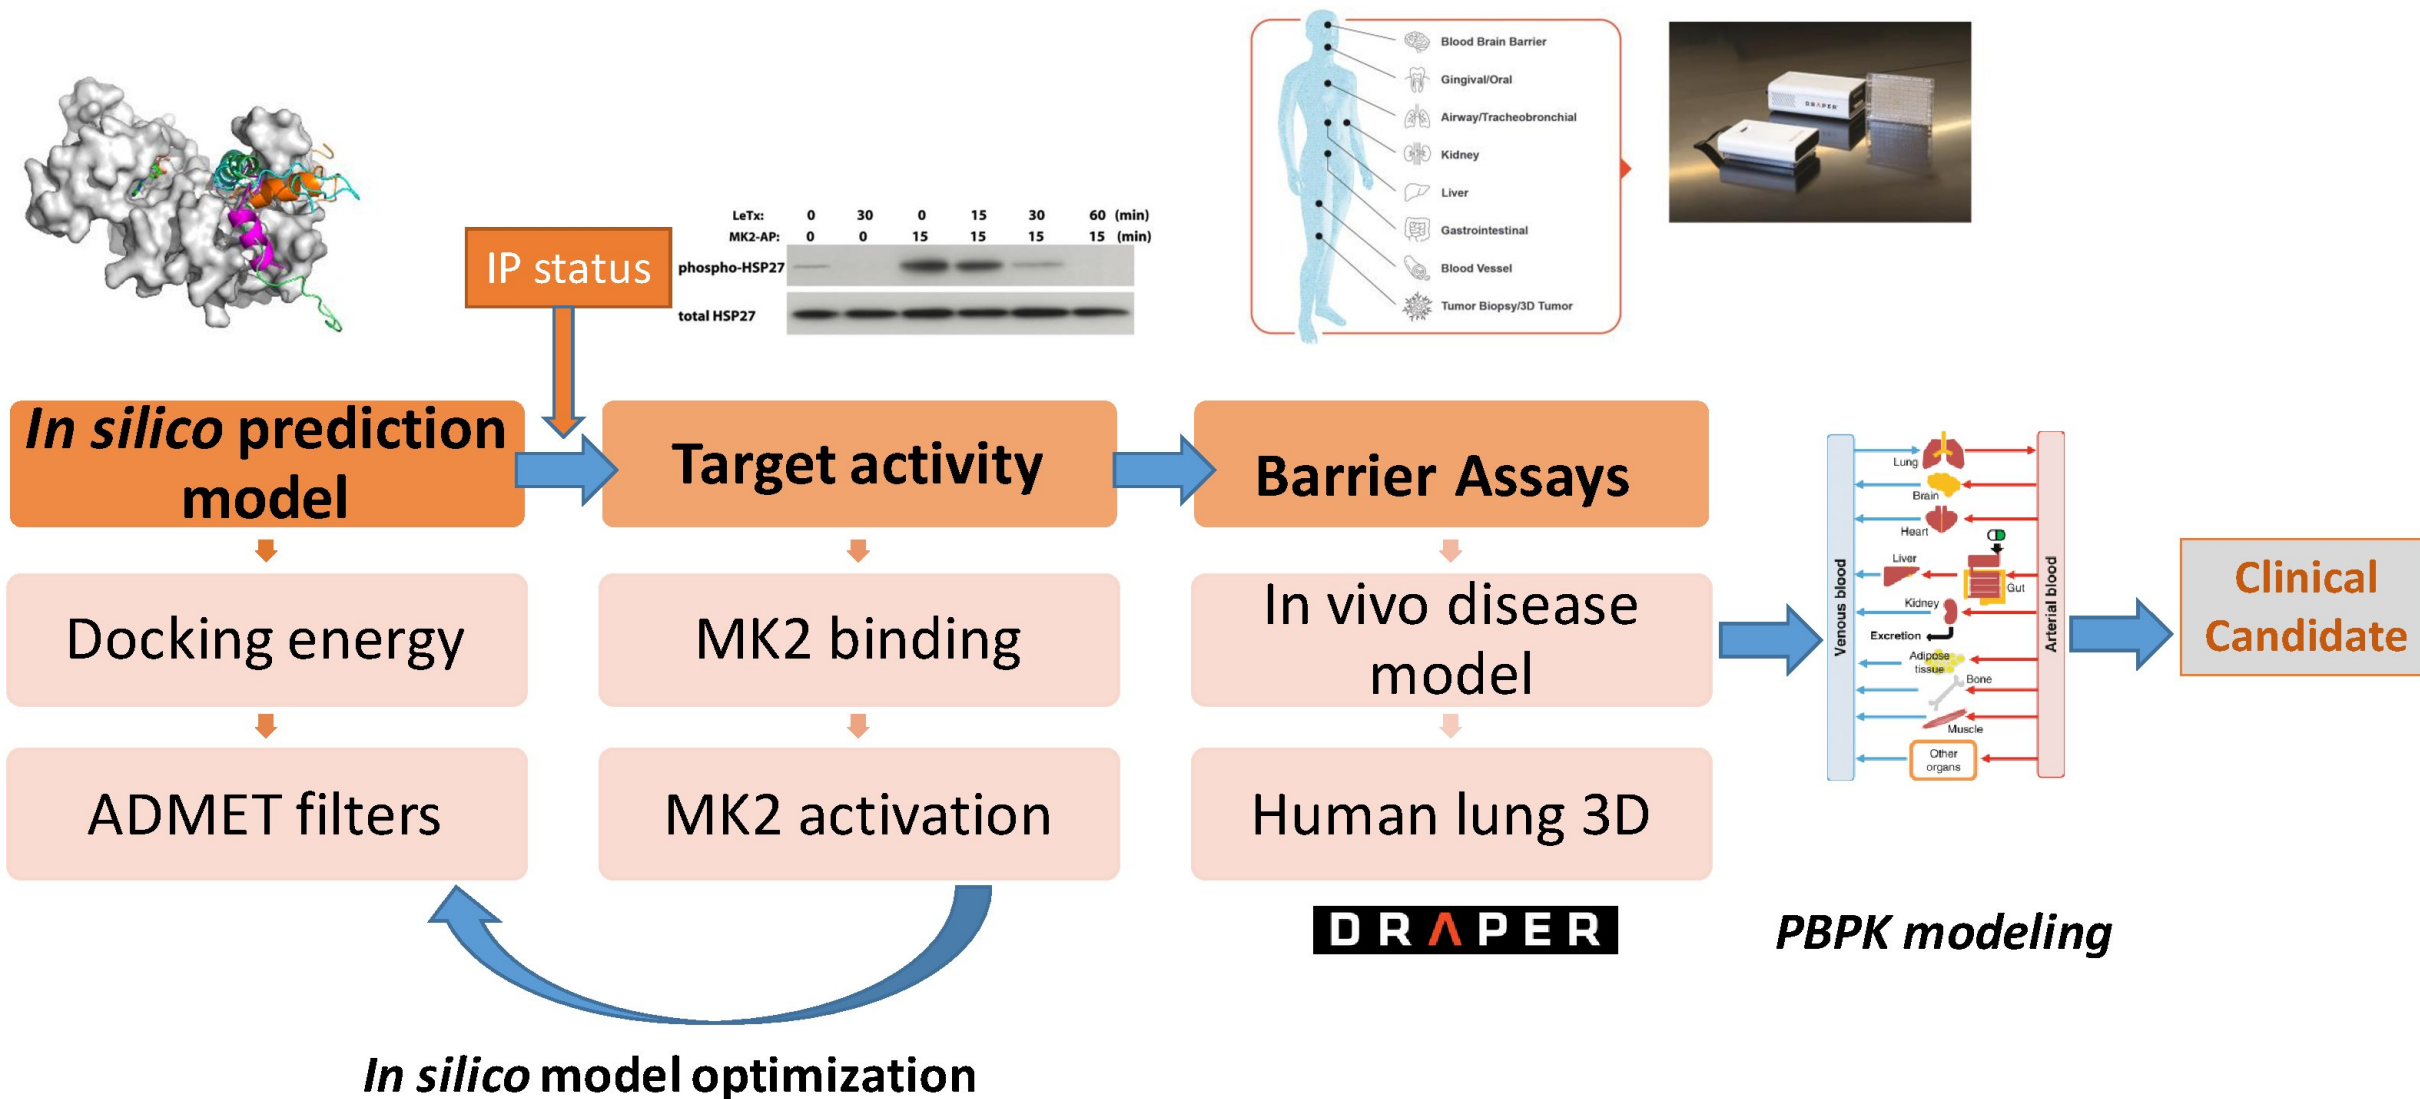 Blood Brain Barrier
Gingival/Oral
Airway/Tracheobronchial
Kidney
Liver
Gastrointestinal
Blood Vessel
Tumor Biopsy/3D Tumor
DRAPER
LeTx: 0 30 0 15 30 60 (min)
MK2-AP: 0 0 15 15 15 15 (min)
phospho-HSP27
total HSP27
IP status
In silico prediction
model
Target activity
Barrier Assays
Docking energy
MK2 binding
In vivo disease
model
ADMET filters
MK2 activation
Human lung 3D
Venous blood
Lung
Brain
Heart
Liver
Gut
Kidney
Excretion
Adipose
tissue
Bone
Muscle
Other
organs
Arterial blood
Clinical
Candidate
DRAPER
PBPK modeling
In silico model optimization